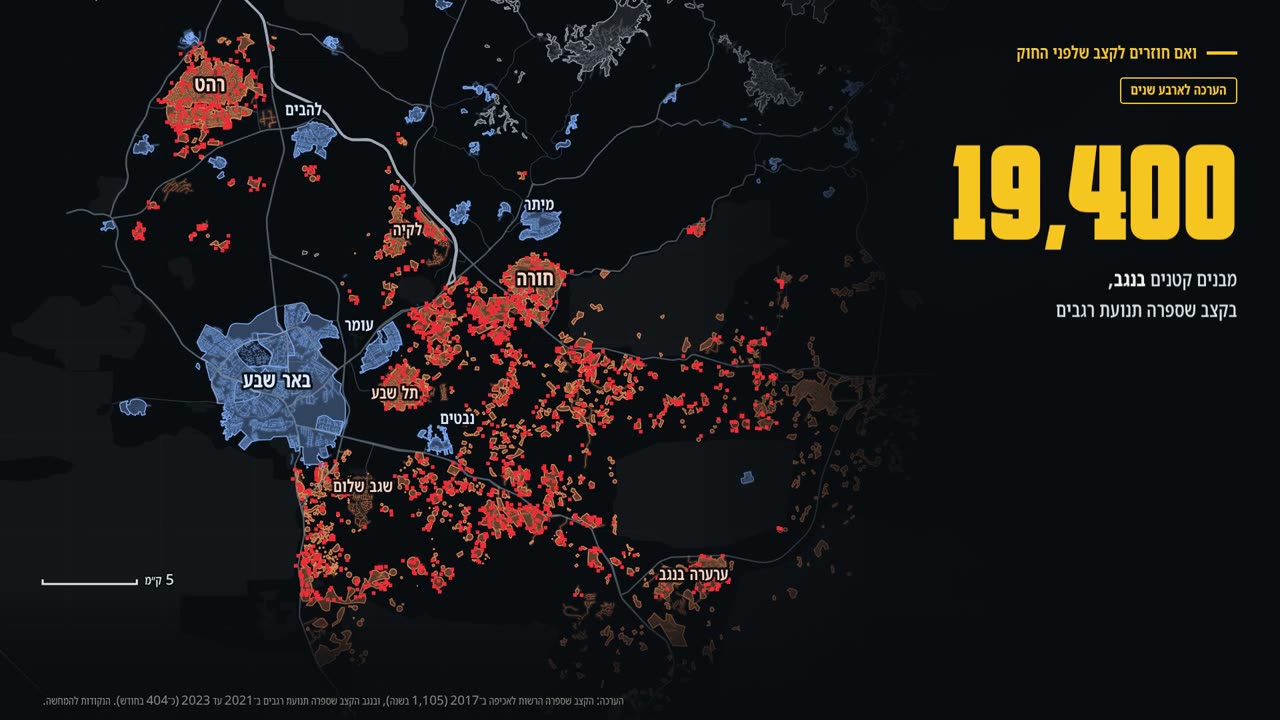 ואם חוזרים לקצב שלפני החוק
הערכה לארבע שנים
19,400
מבנים קטנים בנגב,
בקצב שספרה תנועת רגבים
רהט
להבים
מיתר
לקיה
חורה
עומר
באר שבע
תל שבע
נבטים
שגב שלום
ערערה בנגב
5 ק״מ
הערכה: הקצב שספרה הרשות לאכיפה ב־2017 (1,105 בשנה), ובנגב הקצב שספרה תנועת רגבים ב־2021 עד 2023 (כ־404 בחודש). הנקודות להמחשה.